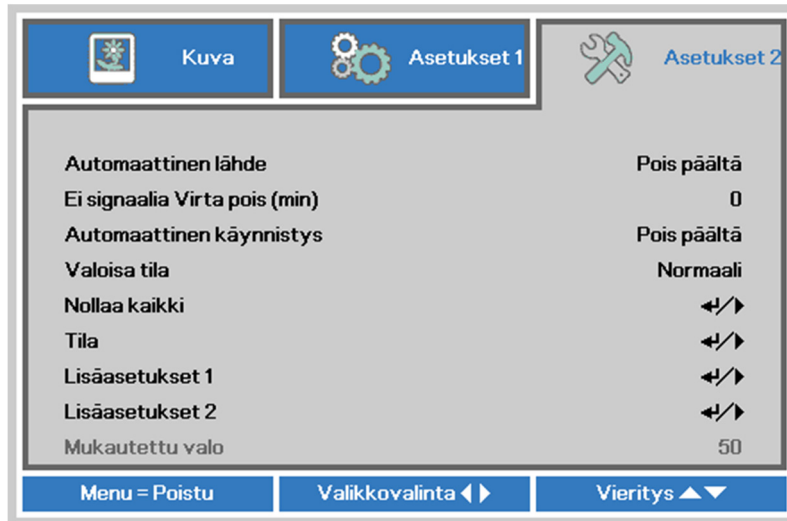 Kuva Asetukset 1 Asetukset 2
Automaattinen lähde Pois päältä
Ei signaalia Virta pois (min) 0
Automaattinen käynnistys Pois päältä
Valoisa tila Normaali
Nollaa kaikki ↵/▶
Tila ↵/▶
Lisäasetukset 1 ↵/▶
Lisäasetukset 2 ↵/▶
Mukautettu valo 50
Menu = Poistu Valikkovalinta ◀▶ Vieritys ▲▼